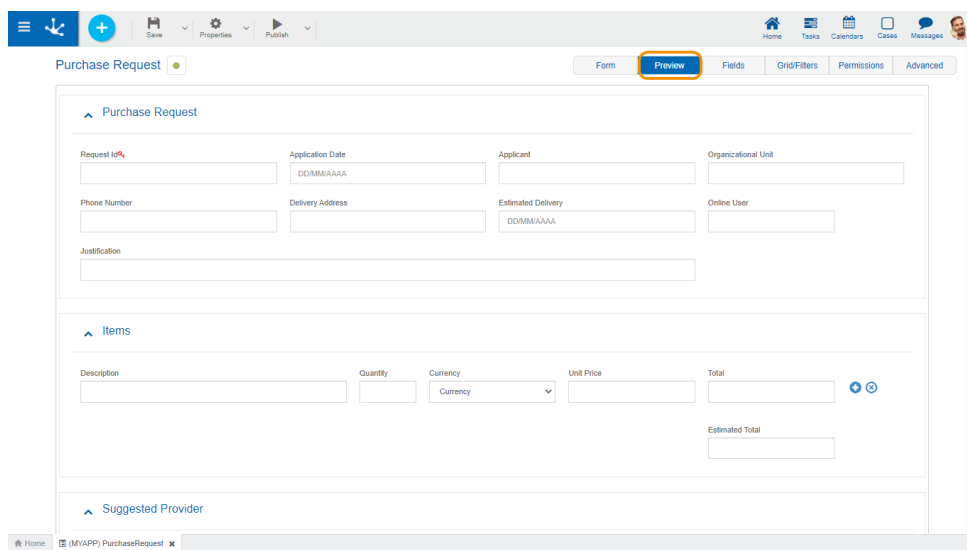 Save Properties Publish Home Tasks Calendars Cases Messages
Purchase Request Form Preview Fields Grid/Filters Permissions Advanced
Purchase Request
Request Id Application Date Applicant Organizational Unit
DD/MM/AAAA
Phone Number Delivery Address Estimated Delivery Online User
DD/MM/AAAA
Justification
Items
Description Quantity Currency Unit Price Total
Currency
Estimated Total
Suggested Provider
Home (MYAPP) PurchaseRequest